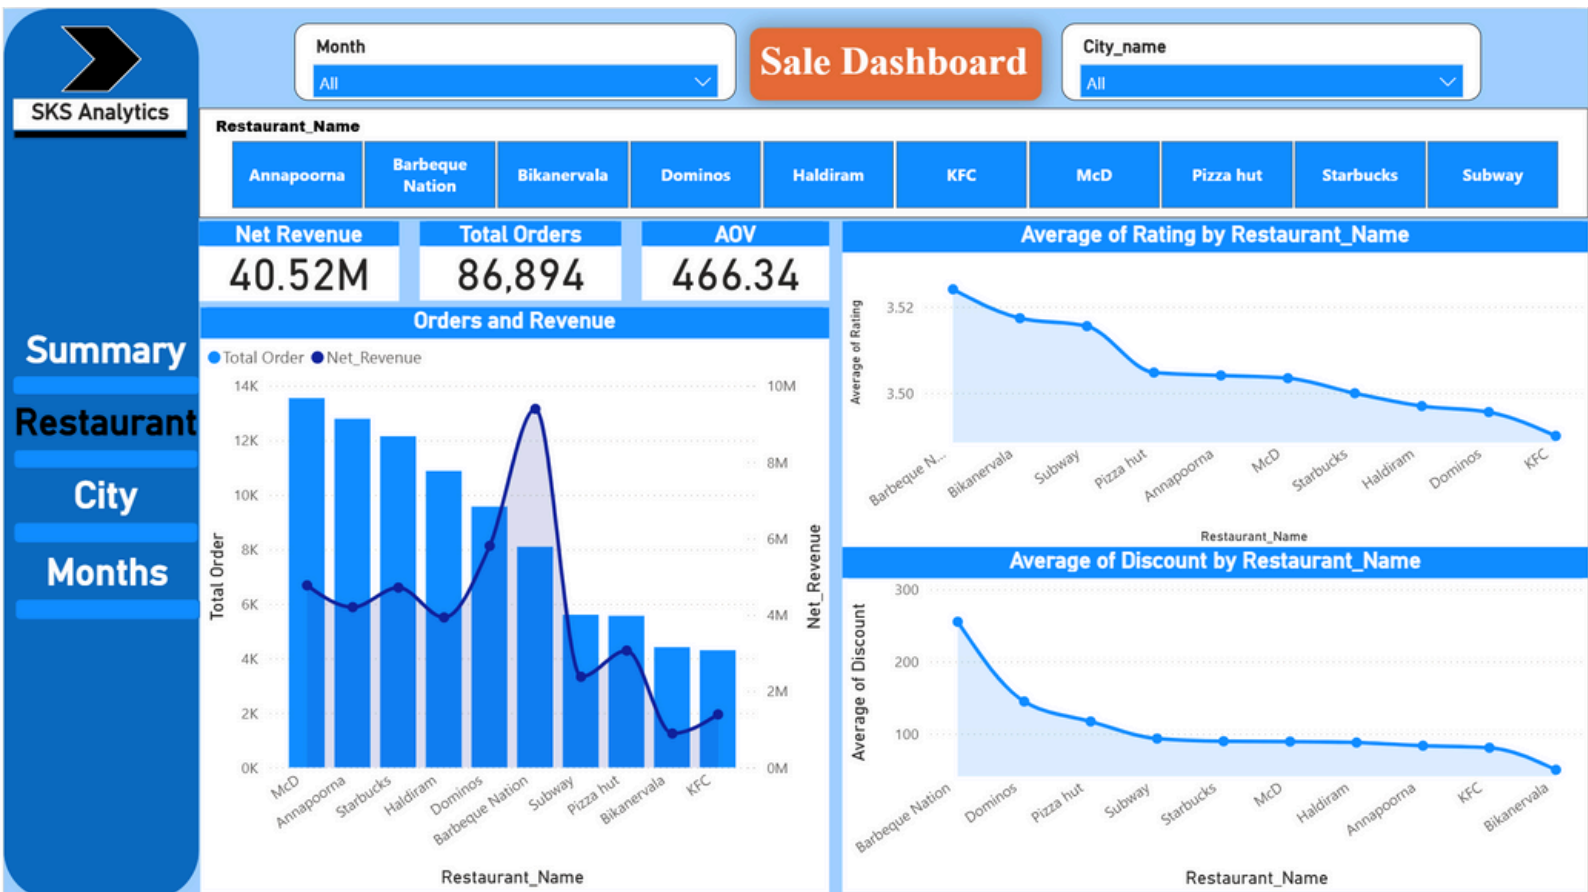 SKS Analytics
Summary
Restaurant
City
Months
Month
All
Sale Dashboard
City_name
All
Restaurant_Name
Annapoorna
Barbeque
Nation
Bikanervala
Dominos
Haldiram
KFC
McD
Pizza hut
Starbucks
Subway
Net Revenue
40.52M
Total Orders
86,894
AOV
466.34
Orders and Revenue
Total Order
Net_Revenue
14K
12K
10K
8K
6K
4K
2K
0K
Total Order
10M
8M
6M
4M
2M
0M
Net_Revenue
McD
Annapoorna
Starbucks
Haldiram
Dominos
Barbeque Nation
Subway
Pizza hut
Bikanervala
KFC
Restaurant_Name
Average of Rating by Restaurant_Name
Average of Rating
3.52
3.50
Barbeque N...
Bikanervala
Subway
Pizza hut
Annapoorna
McD
Starbucks
Haldiram
Dominos
KFC
Restaurant_Name
Average of Discount by Restaurant_Name
Average of Discount
300
200
100
Barbeque Nation
Dominos
Pizza hut
Subway
Starbucks
McD
Haldiram
Annapoorna
KFC
Bikanervala
Restaurant_Name